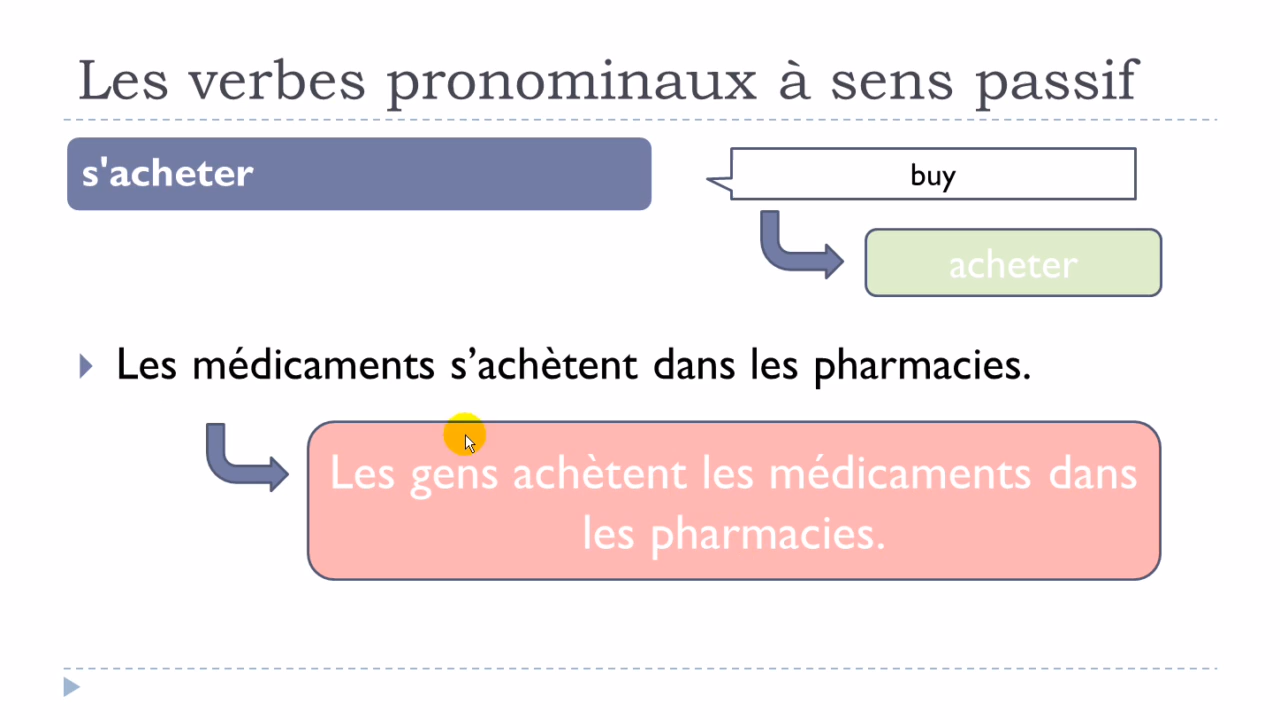 Les verbes pronominaux à sens passif
s'acheter
buy
acheter
Les médicaments s’achètent dans les pharmacies.
Les gens achètent les médicaments dans
les pharmacies.